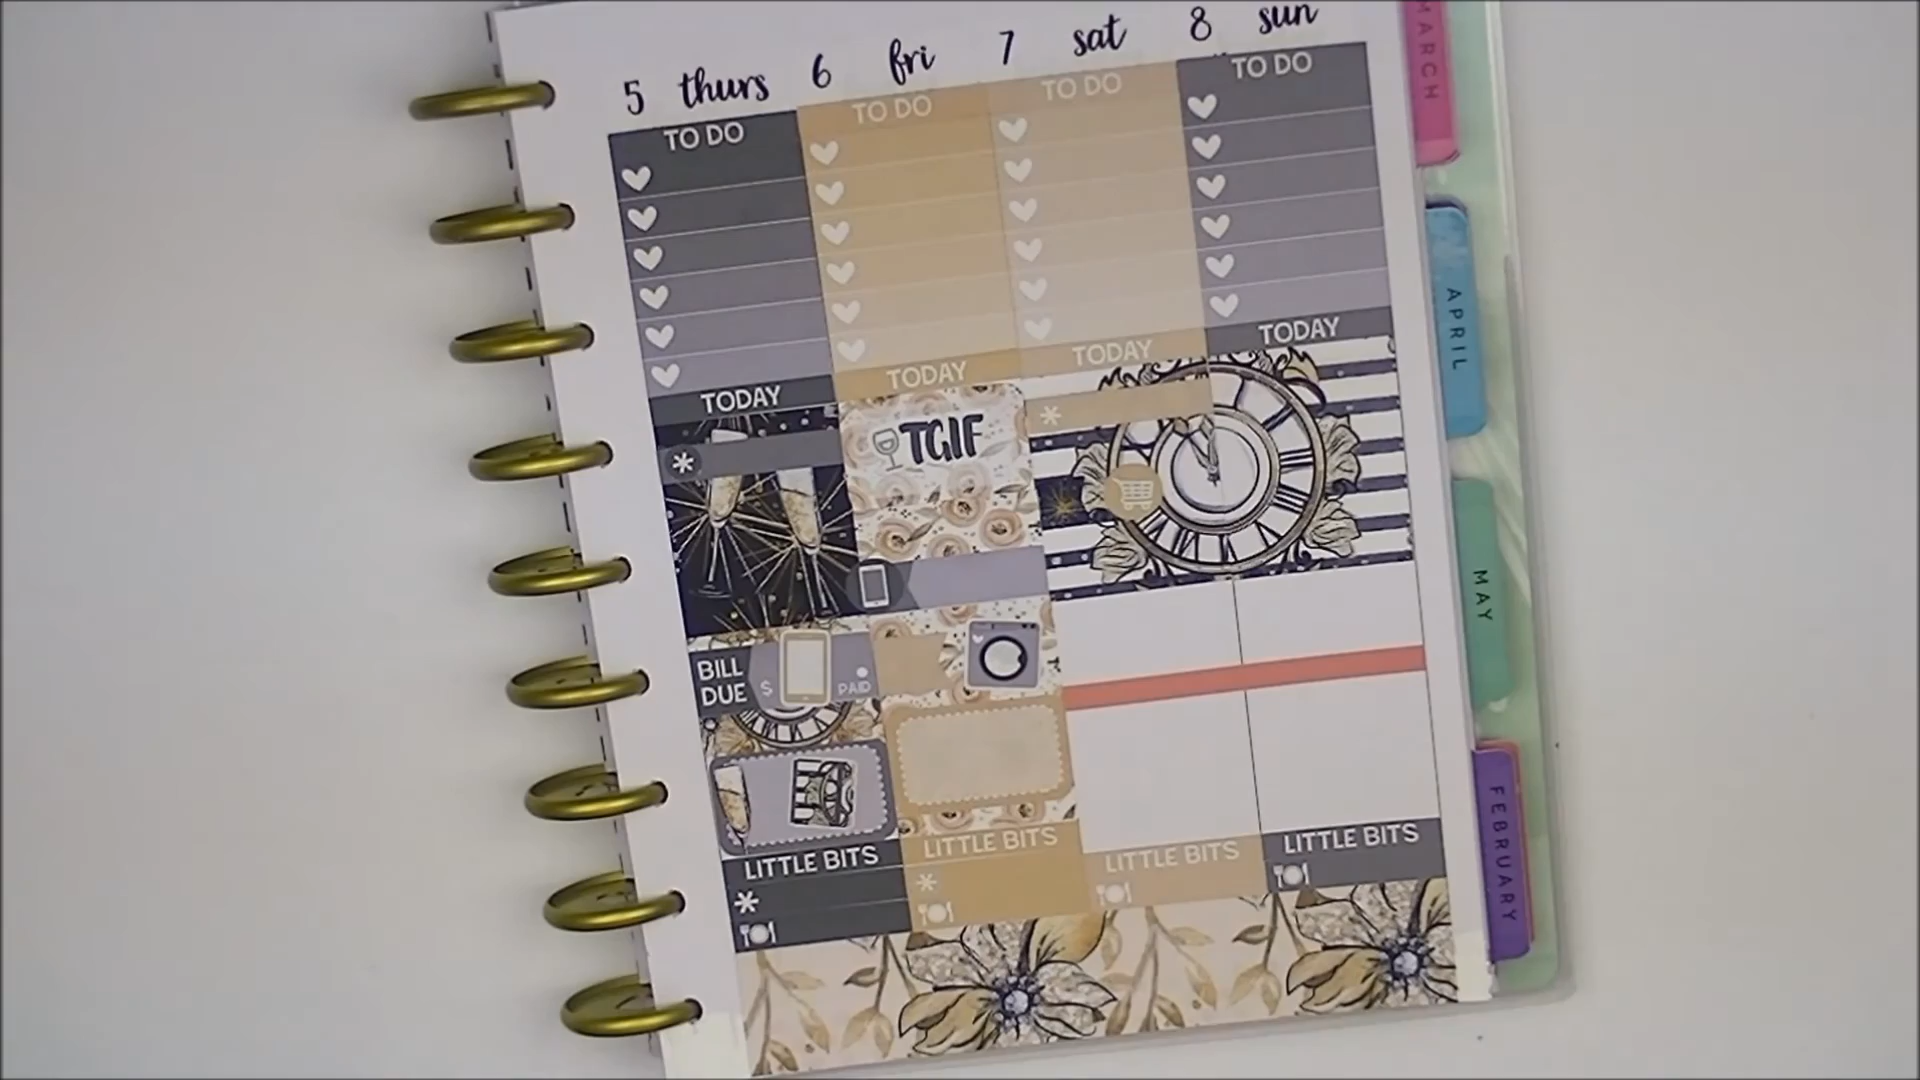 5 thurs 6 fri 7 sat 8 sun
TO DO TO DO TO DO TO DO
TODAY TODAY TODAY TODAY
TGIF
BILL DUE $ PAID
LITTLE BITS LITTLE BITS LITTLE BITS LITTLE BITS
MARCH
APRIL
MAY
FEBRUARY